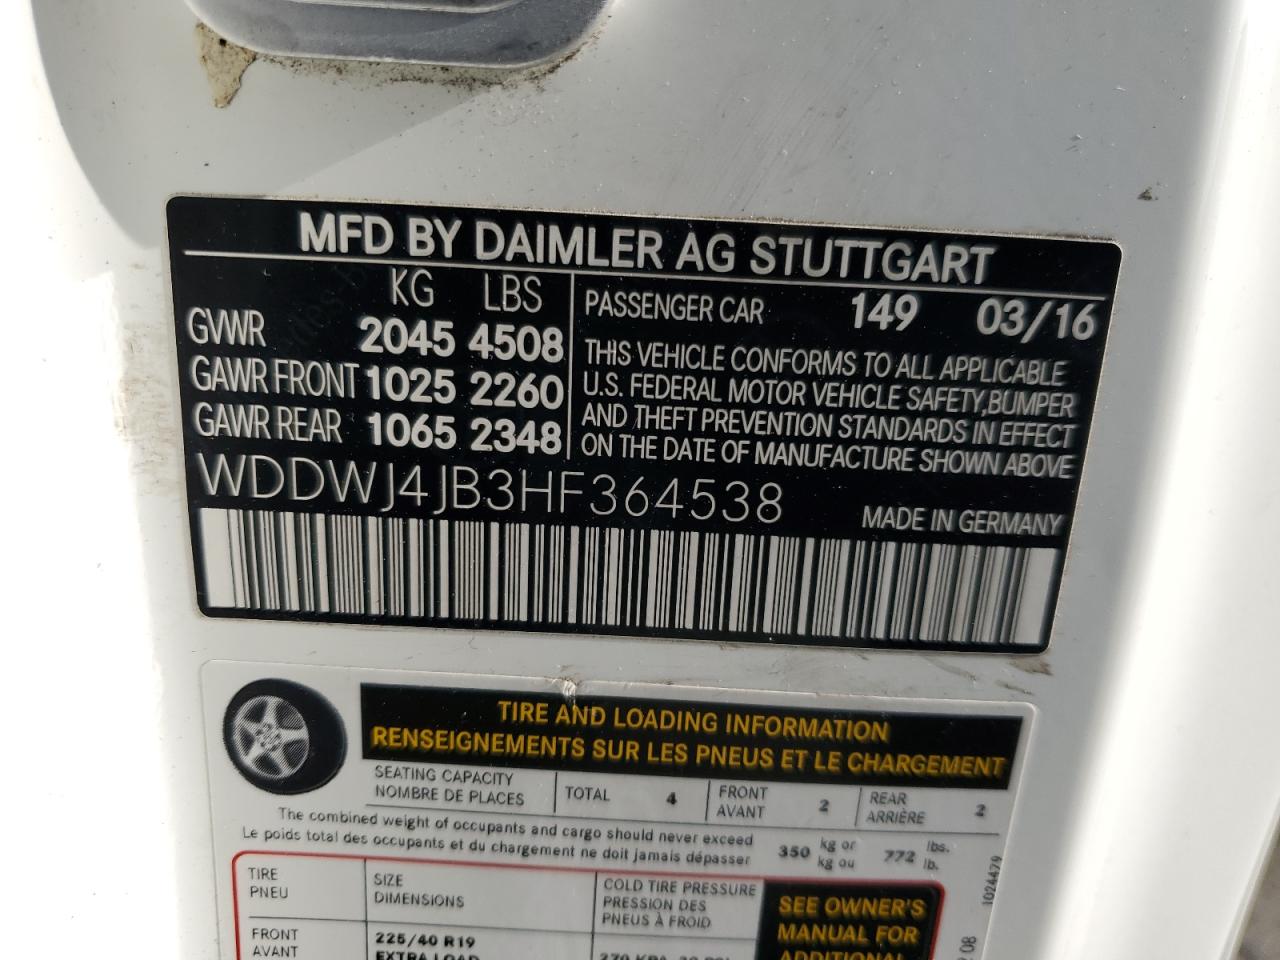 MFD BY DAIMLER AG STUTTGART
KG LBS
GVWR 2045 4508
GAWR FRONT 1025 2260
GAWR REAR 1065 2348
PASSENGER CAR 149 03/16
THIS VEHICLE CONFORMS TO ALL APPLICABLE
U.S. FEDERAL MOTOR VEHICLE SAFETY,BUMPER
AND THEFT PREVENTION STANDARDS IN EFFECT
ON THE DATE OF MANUFACTURE SHOWN ABOVE
WDDWJ4JB3HF364538
MADE IN GERMANY
TIRE AND LOADING INFORMATION
RENSEIGNEMENTS SUR LES PNEUS ET LE CHARGEMENT
SEATING CAPACITY
NOMBRE DE PLACES
TOTAL 4
FRONT
AVANT 2
REAR
ARRIÈRE 2
The combined weight of occupants and cargo should never exceed
Le poids total des occupants et du chargement ne doit jamais dépasser
350 kg or
kg ou
772 lbs.
lb.
TIRE
PNEU
SIZE
DIMENSIONS
COLD TIRE PRESSURE
PRESSION DES
PNEUS À FROID
SEE OWNER'S
MANUAL FOR
ADDITIONAL
FRONT
AVANT
225/40 R19
EXTRA LOAD
1024479